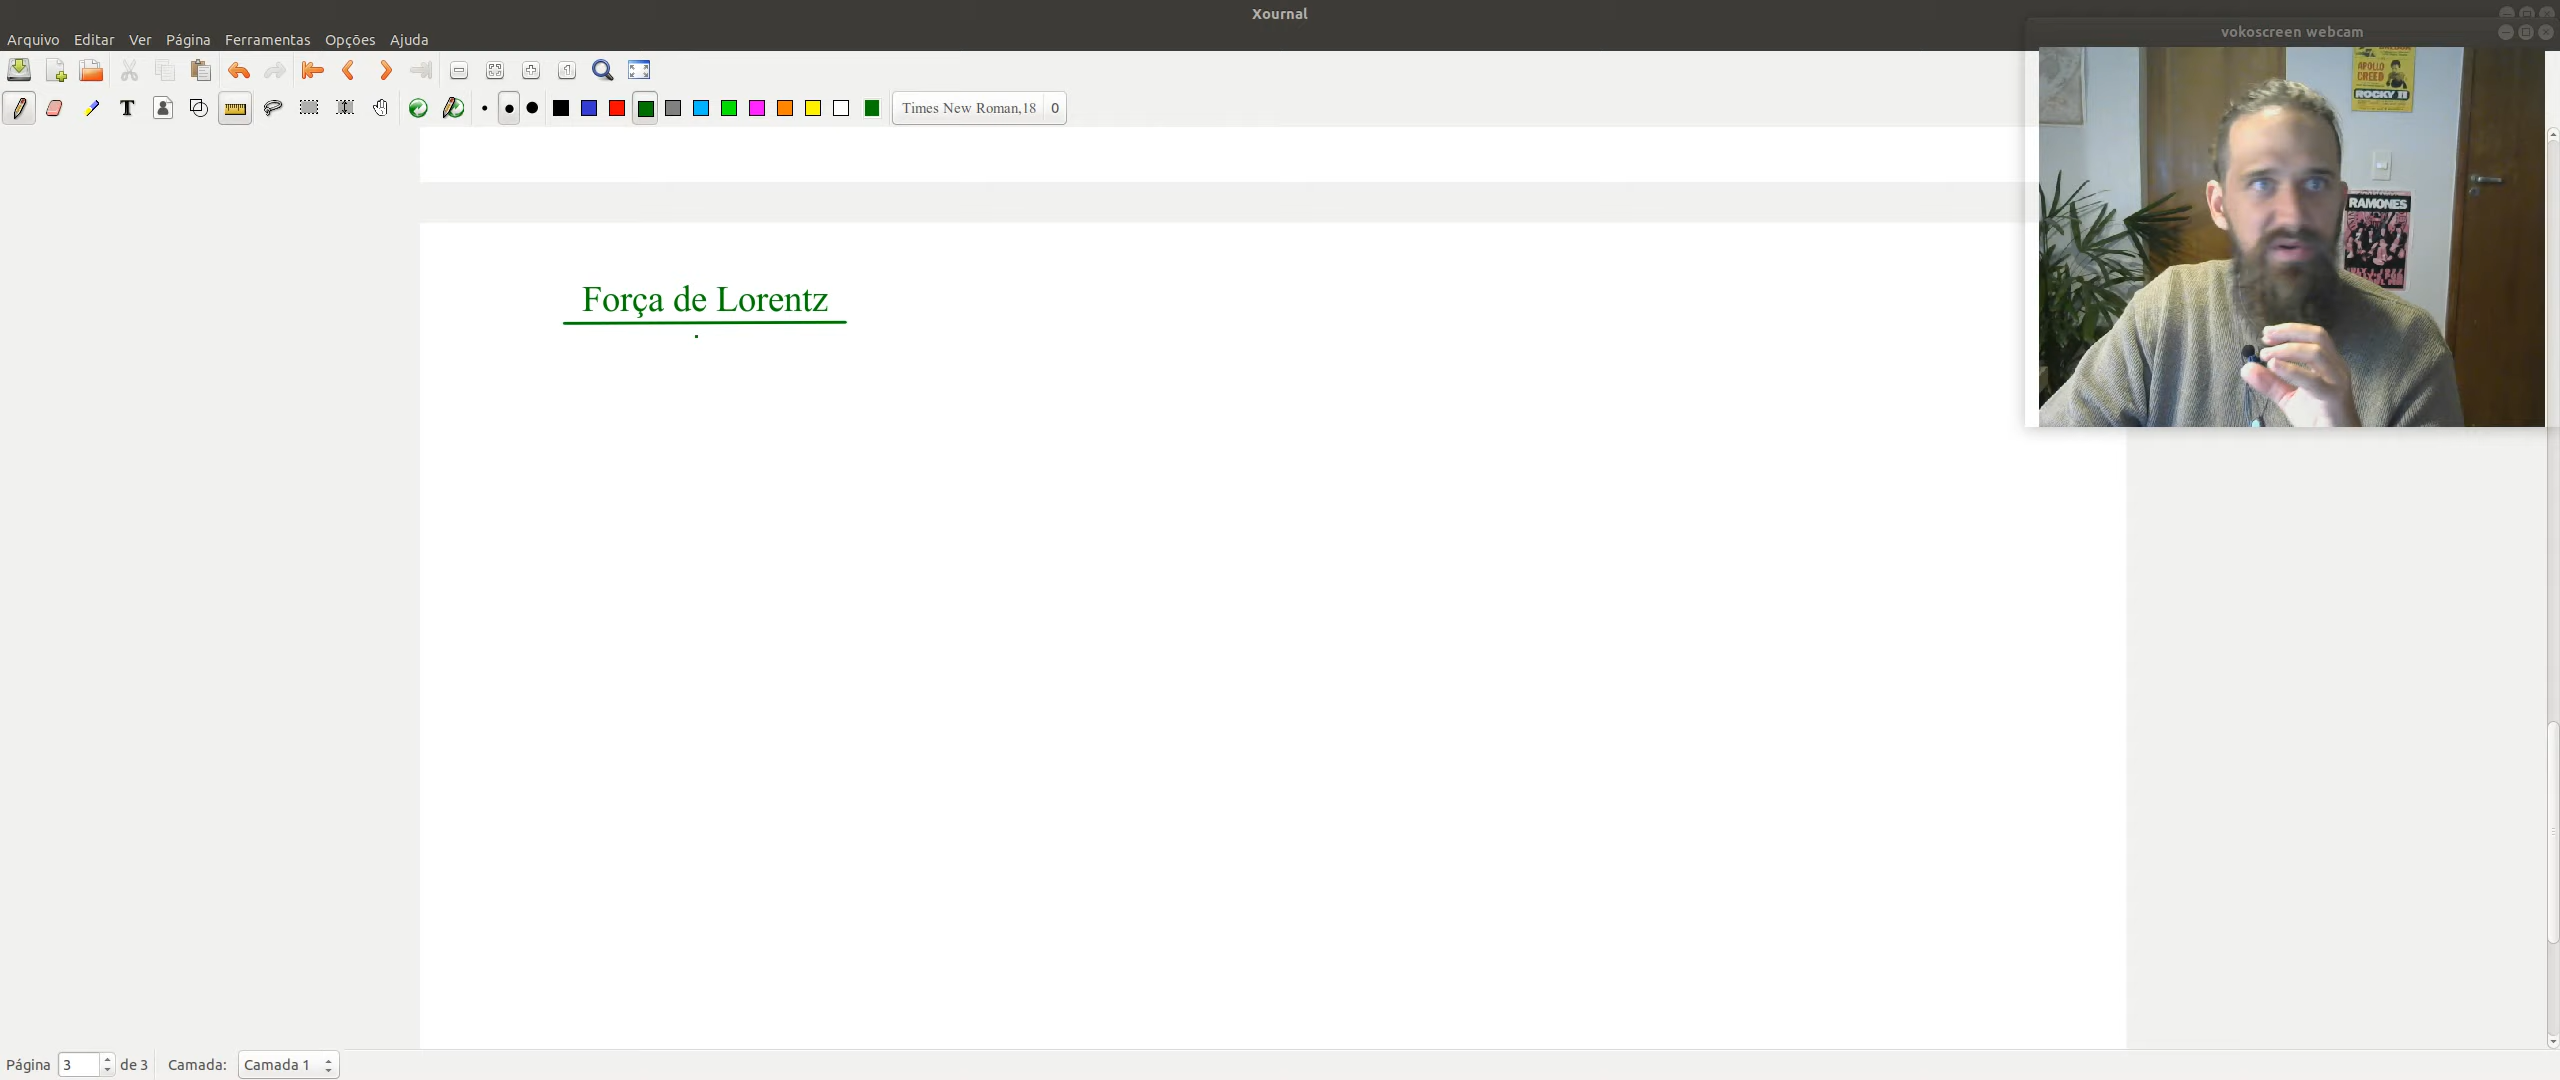 Xournal
vokoscreen webcam
Arquivo Editar Ver Página Ferramentas Opções Ajuda
T
Times New Roman,18 0
APOLLO
CREED
ROCKY II
RAMONES
Força de Lorentz
Página 3 de 3 Camada: Camada 1